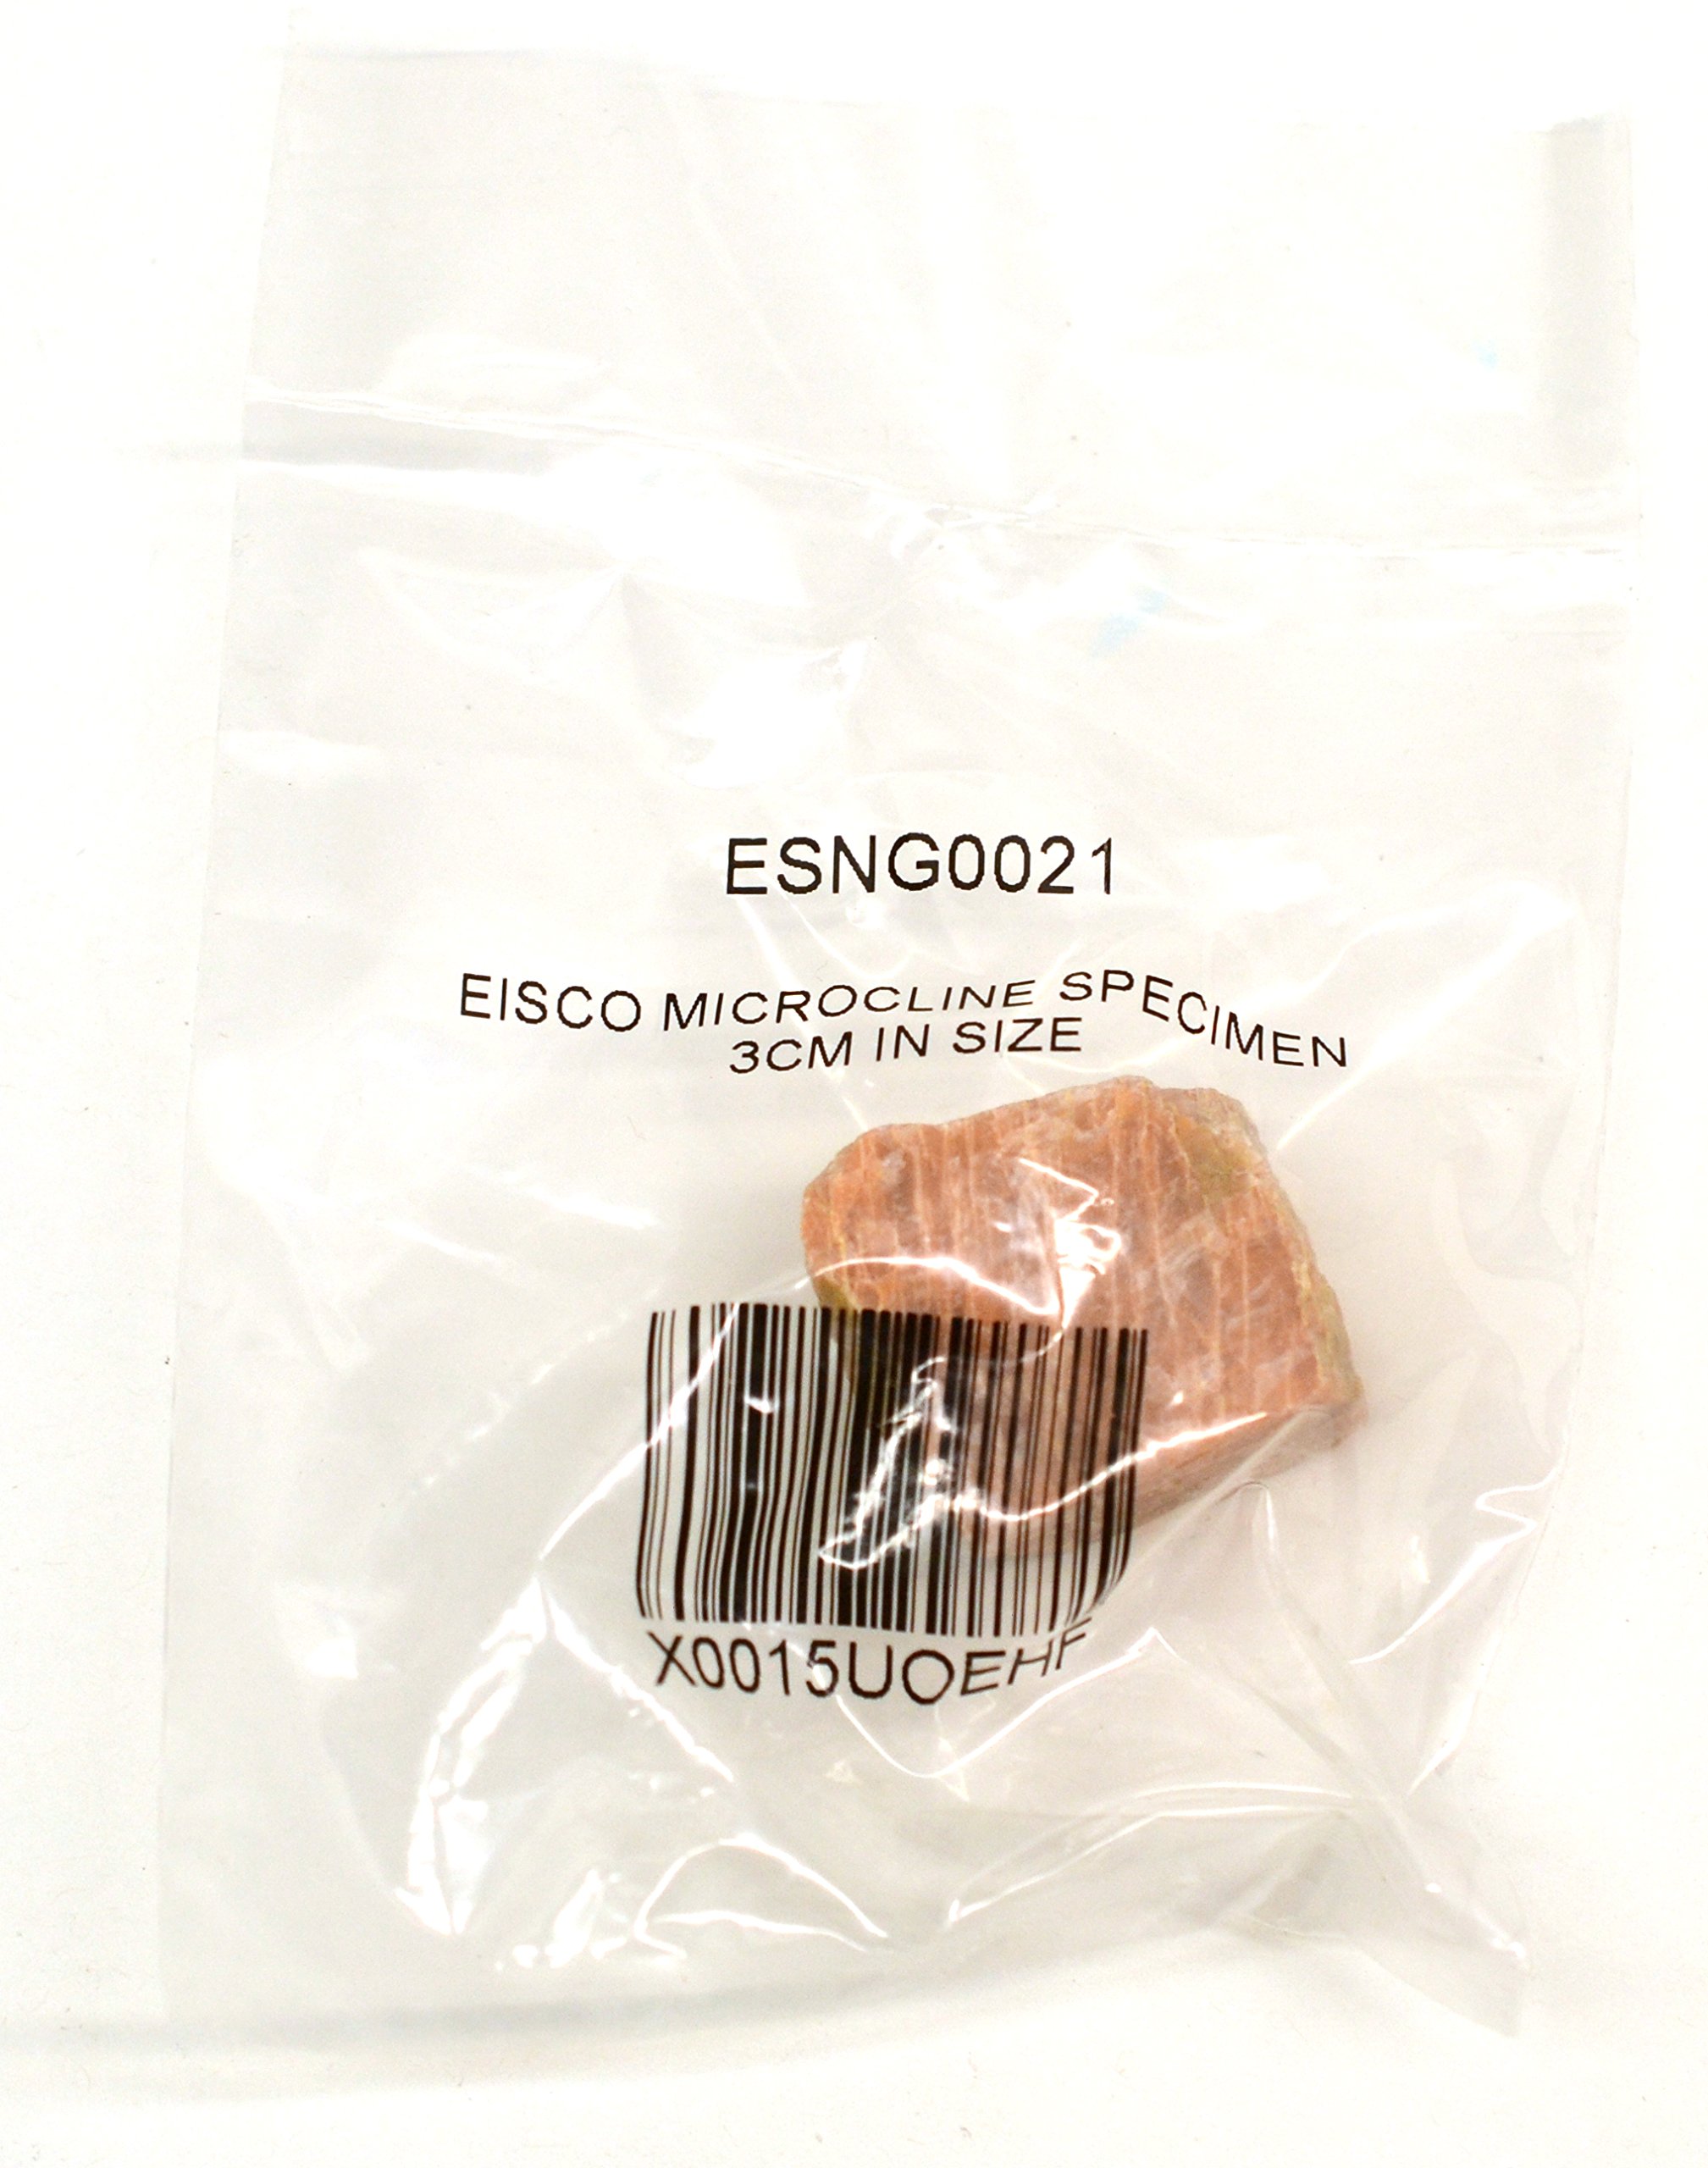 ESNG0021
EISCO MICROCLINE SPECIMEN
3CM IN SIZE
X0015UOEHF